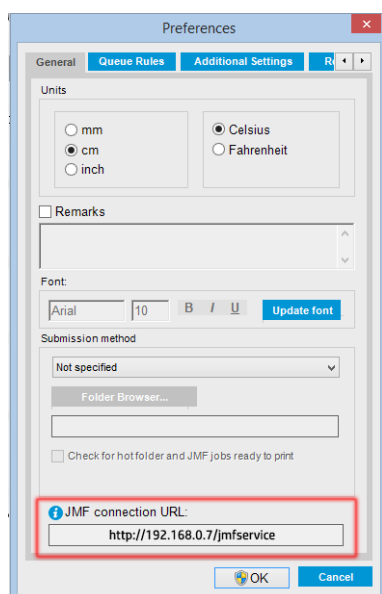 Preferences
General Queue Rules Additional Settings
Units
mm Celsius
cm Fahrenheit
inch
Remarks
Font:
Arial 10 B I U Update font
Submission method
Not specified
Folder Browser...
Check for hot folder and JMF jobs ready to print
JMF connection URL:
http://192.168.0.7/jmfservice
OK Cancel